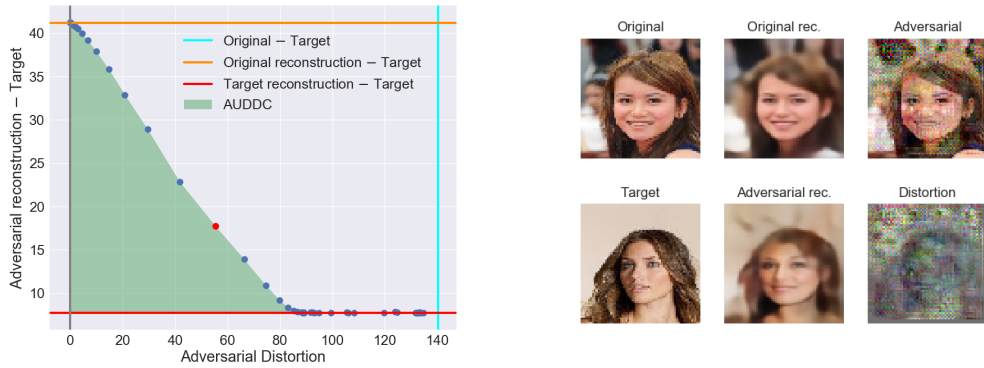 40
35
30
25
20
15
10
Adversarial reconstruction − Target
Original − Target
Original reconstruction − Target
Target reconstruction − Target
AUDDC
0
20
40
60
80
100
120
140
Adversarial Distortion
Original
Original rec.
Adversarial
Target
Adversarial rec.
Distortion